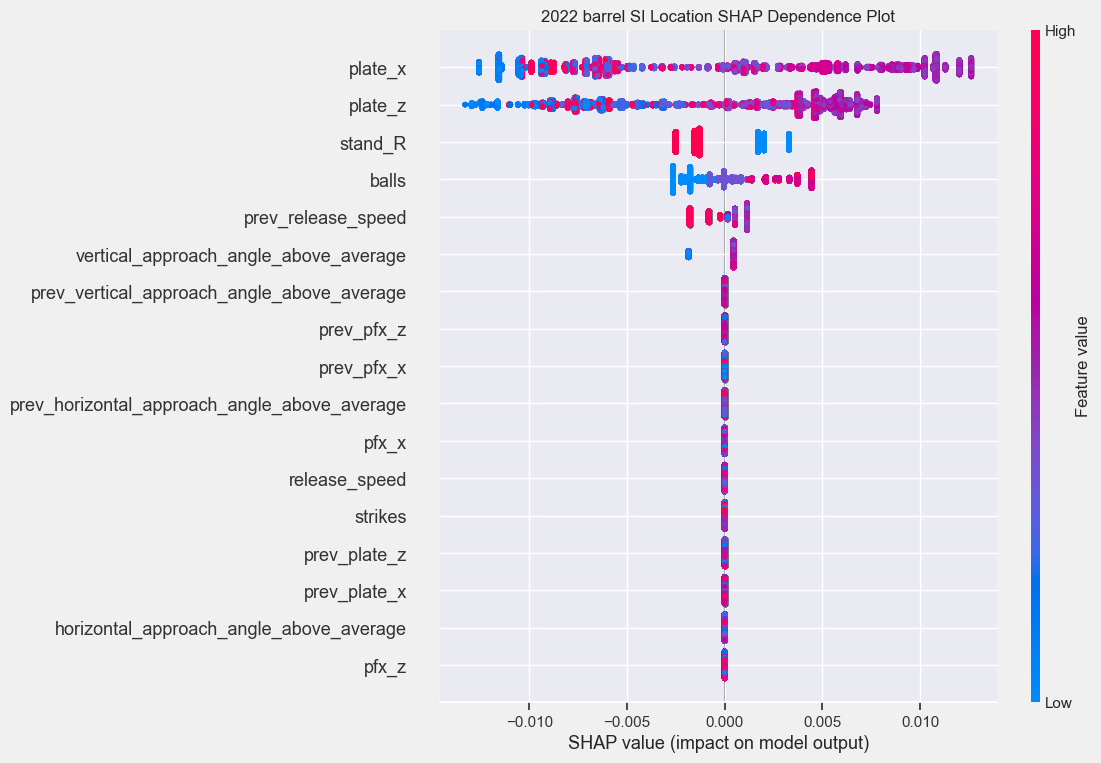 2022 barrel SI Location SHAP Dependence Plot
High
plate_x
plate_z
stand_R
balls
prev_release_speed
vertical_approach_angle_above_average
prev_vertical_approach_angle_above_average
prev_pfx_z
prev_pfx_x
prev_horizontal_approach_angle_above_average
pfx_x
release_speed
strikes
prev_plate_z
prev_plate_x
horizontal_approach_angle_above_average
pfx_z
Feature value
Low
−0.010 −0.005 0.000 0.005 0.010
SHAP value (impact on model output)